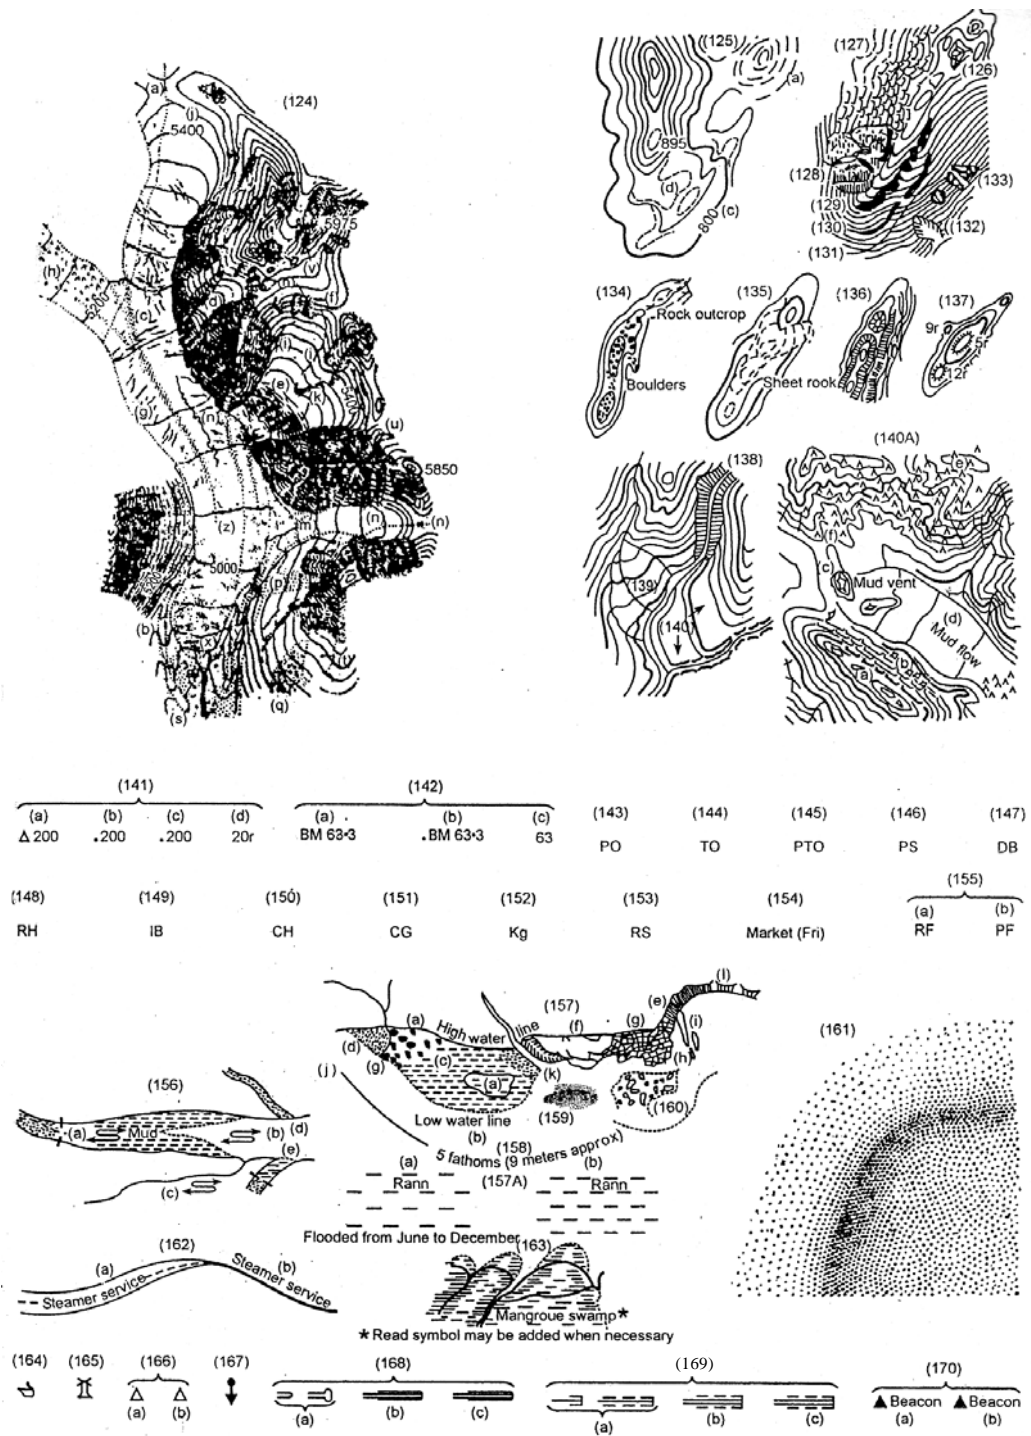 (124)
(a)
(j)
5400
5975
(h)
5200
(c)
(d)
(f)
(i)
(e)
(k)
(g)
(n)
(u)
5850
(z)
m
(n)
(n)
5000
(p)
(b)
(x)
(s)
(q)
(125)
(a)
895
(d)
800 (c)
(127)
(126)
(128)
(129)
(130)
(131)
(133)
(132)
(134)
Rock outcrop
Boulders
(135)
Sheet rook
(136)
(137)
9r
5r
12r
(138)
(139)
(140)
(140A)
(e)
(f)
(c)
Mud vent
(d)
Mud flow
(b)
(a)
(141)
(a) (b) (c) (d)
200 .200 .200 20r
(142)
(a) (b) (c)
BM 63·3 .BM 63·3 63
(143) (144) (145) (146) (147)
PO TO PTO PS DB
(148) (149) (150) (151) (152) (153) (154)
RH IB CH CG Kg RS Market (Fri)
(155)
(a) (b)
RF PF
(156)
(a)
Mud
(b)
(d)
(e)
(c)
(157)
(a)
High water line
(d)
(g)
(c)
(a)
(j)
Low water line
(b)
(f)
(g)
(e)
(l)
(i)
(h)
(k)
(159)
(160)
(158)
5 fathoms (9 meters approx)
(157A)
(a) (b)
Rann Rann
Flooded from June to December
(161)
(162)
(a)
Steamer service
(b)
Steamer service
(163)
Mangroue swamp*
*Read symbol may be added when necessary
(164) (165) (166) (167) (168) (169) (170)
(a) (b)
(a) (b) (c)
(a) (b) (c)
Beacon Beacon
(a) (b)